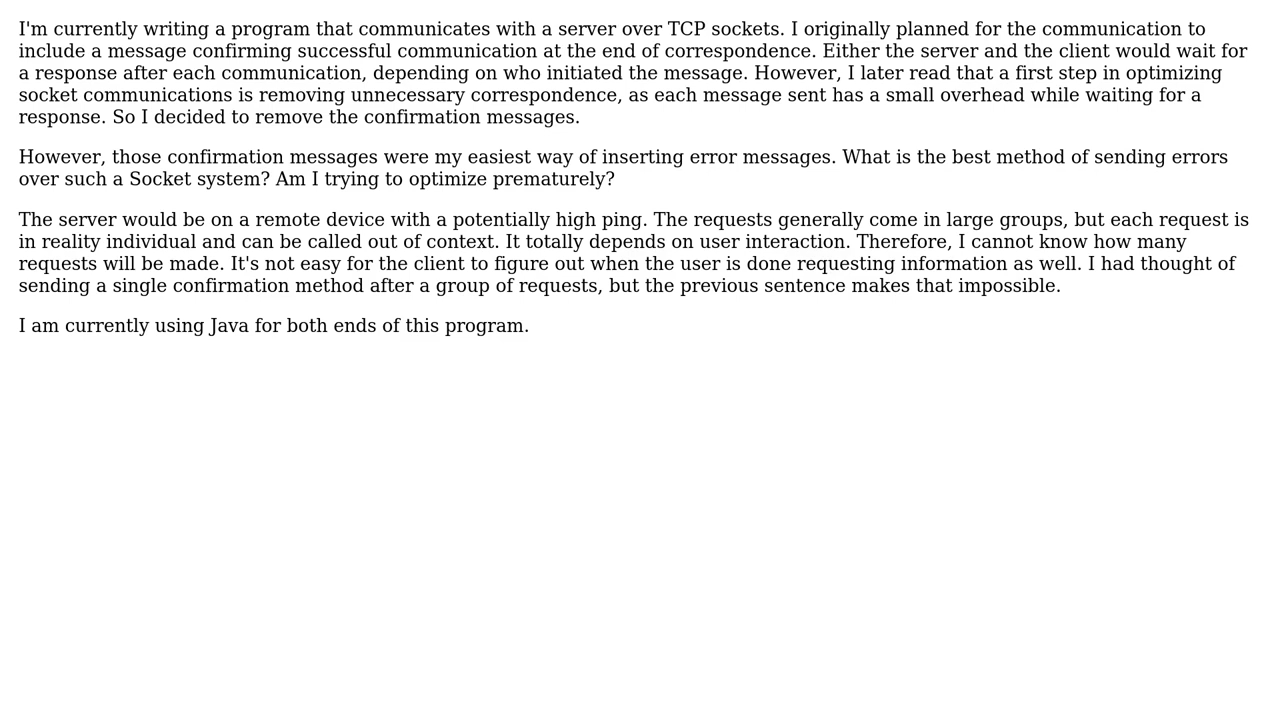 I'm currently writing a program that communicates with a server over TCP sockets. I originally planned for the communication to
include a message confirming successful communication at the end of correspondence. Either the server and the client would wait for
a response after each communication, depending on who initiated the message. However, I later read that a first step in optimizing
socket communications is removing unnecessary correspondence, as each message sent has a small overhead while waiting for a
response. So I decided to remove the confirmation messages.
However, those confirmation messages were my easiest way of inserting error messages. What is the best method of sending errors
over such a Socket system? Am I trying to optimize prematurely?
The server would be on a remote device with a potentially high ping. The requests generally come in large groups, but each request is
in reality individual and can be called out of context. It totally depends on user interaction. Therefore, I cannot know how many
requests will be made. It's not easy for the client to figure out when the user is done requesting information as well. I had thought of
sending a single confirmation method after a group of requests, but the previous sentence makes that impossible.
I am currently using Java for both ends of this program.